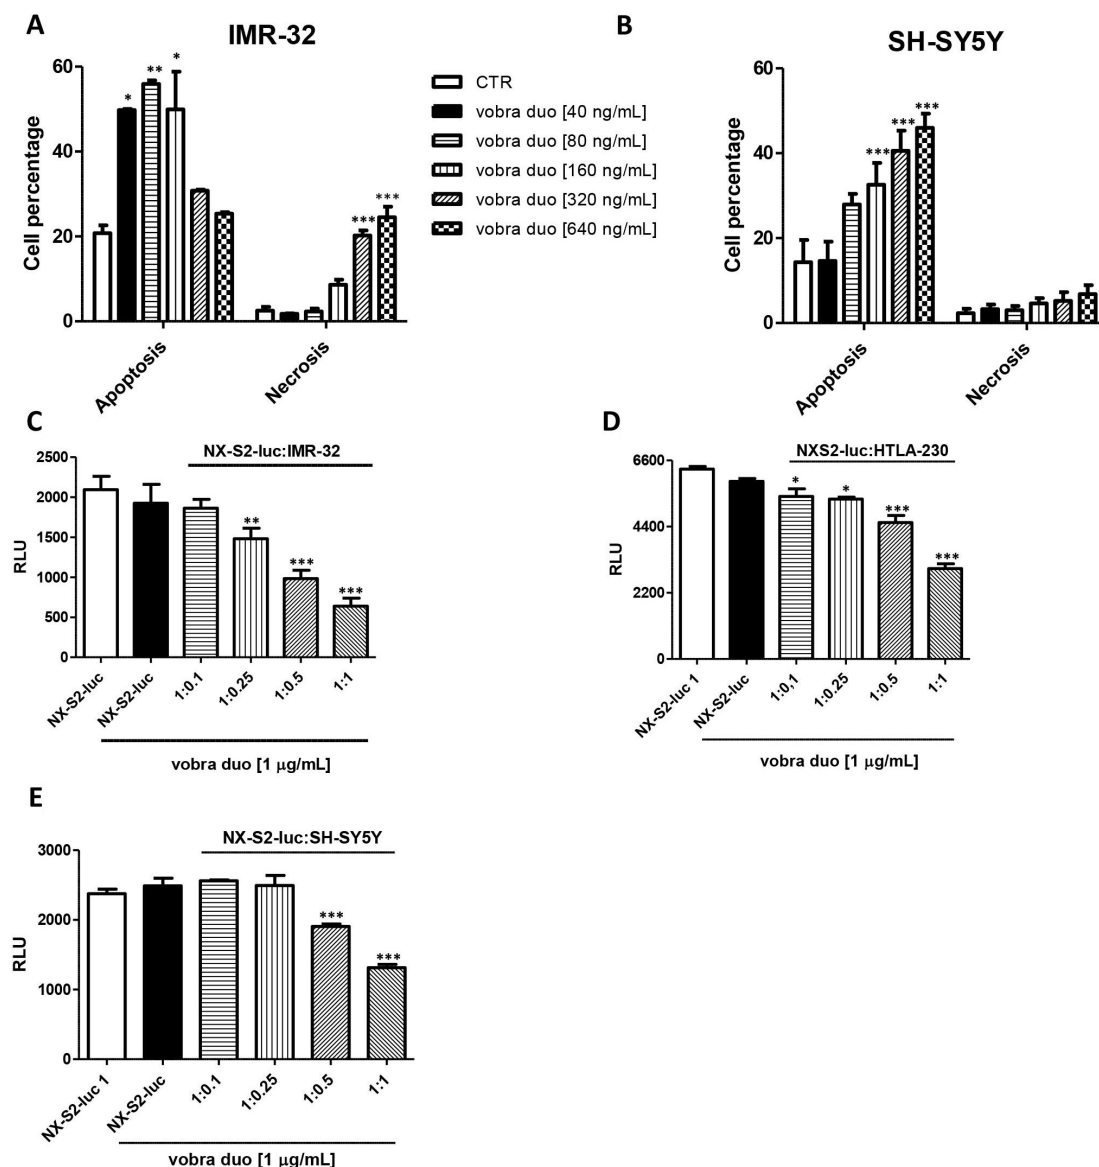 A
IMR-32
Cell percentage
60
40
20
0
*
**
*
***
***
Apoptosis
Necrosis
CTR
vobra duo [40 ng/mL]
vobra duo [80 ng/mL]
vobra duo [160 ng/mL]
vobra duo [320 ng/mL]
vobra duo [640 ng/mL]
B
SH-SY5Y
Cell percentage
60
40
20
0
***
***
***
Apoptosis
Necrosis
C
NX-S2-luc:IMR-32
RLU
2500
2000
1500
1000
500
0
**
***
***
NX-S2-luc
NX-S2-luc
1:0.1
1:0.25
1:0.5
1:1
vobra duo [1 μg/mL]
D
NXS2-luc:HTLA-230
RLU
6600
4400
2200
0
*
*
***
***
NX-S2-luc 1
NX-S2-luc
1:0,1
1:0.25
1:0.5
1:1
vobra duo [1 μg/mL]
E
NX-S2-luc:SH-SY5Y
RLU
3000
2000
1000
0
***
***
NX-S2-luc 1
NX-S2-luc
1:0.1
1:0.25
1:0.5
1:1
vobra duo [1 μg/mL]